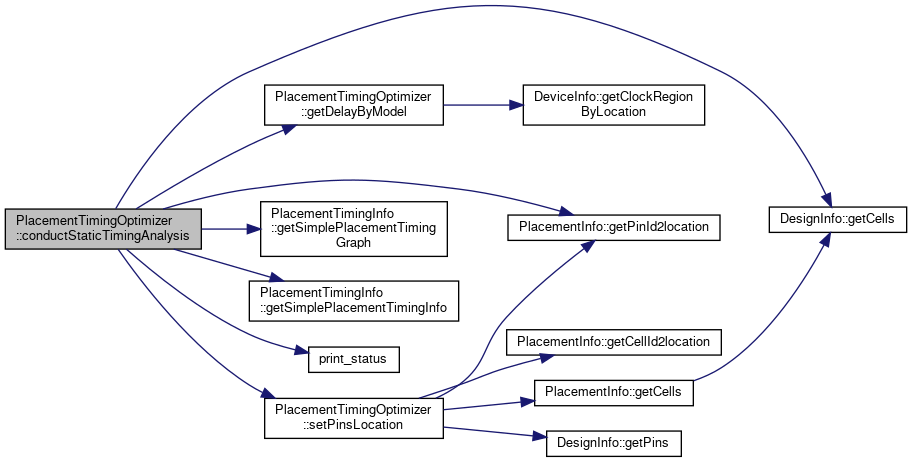 PlacementTimingOptimizer
::conductStaticTimingAnalysis
PlacementTimingOptimizer
::getDelayByModel
DeviceInfo::getClockRegion
ByLocation
PlacementTimingInfo
::getSimplePlacementTiming
Graph
PlacementInfo::getPinId2location
DesignInfo::getCells
PlacementTimingInfo
::getSimplePlacementTimingInfo
print_status
PlacementInfo::getCellId2location
PlacementTimingOptimizer
::setPinsLocation
PlacementInfo::getCells
DesignInfo::getPins